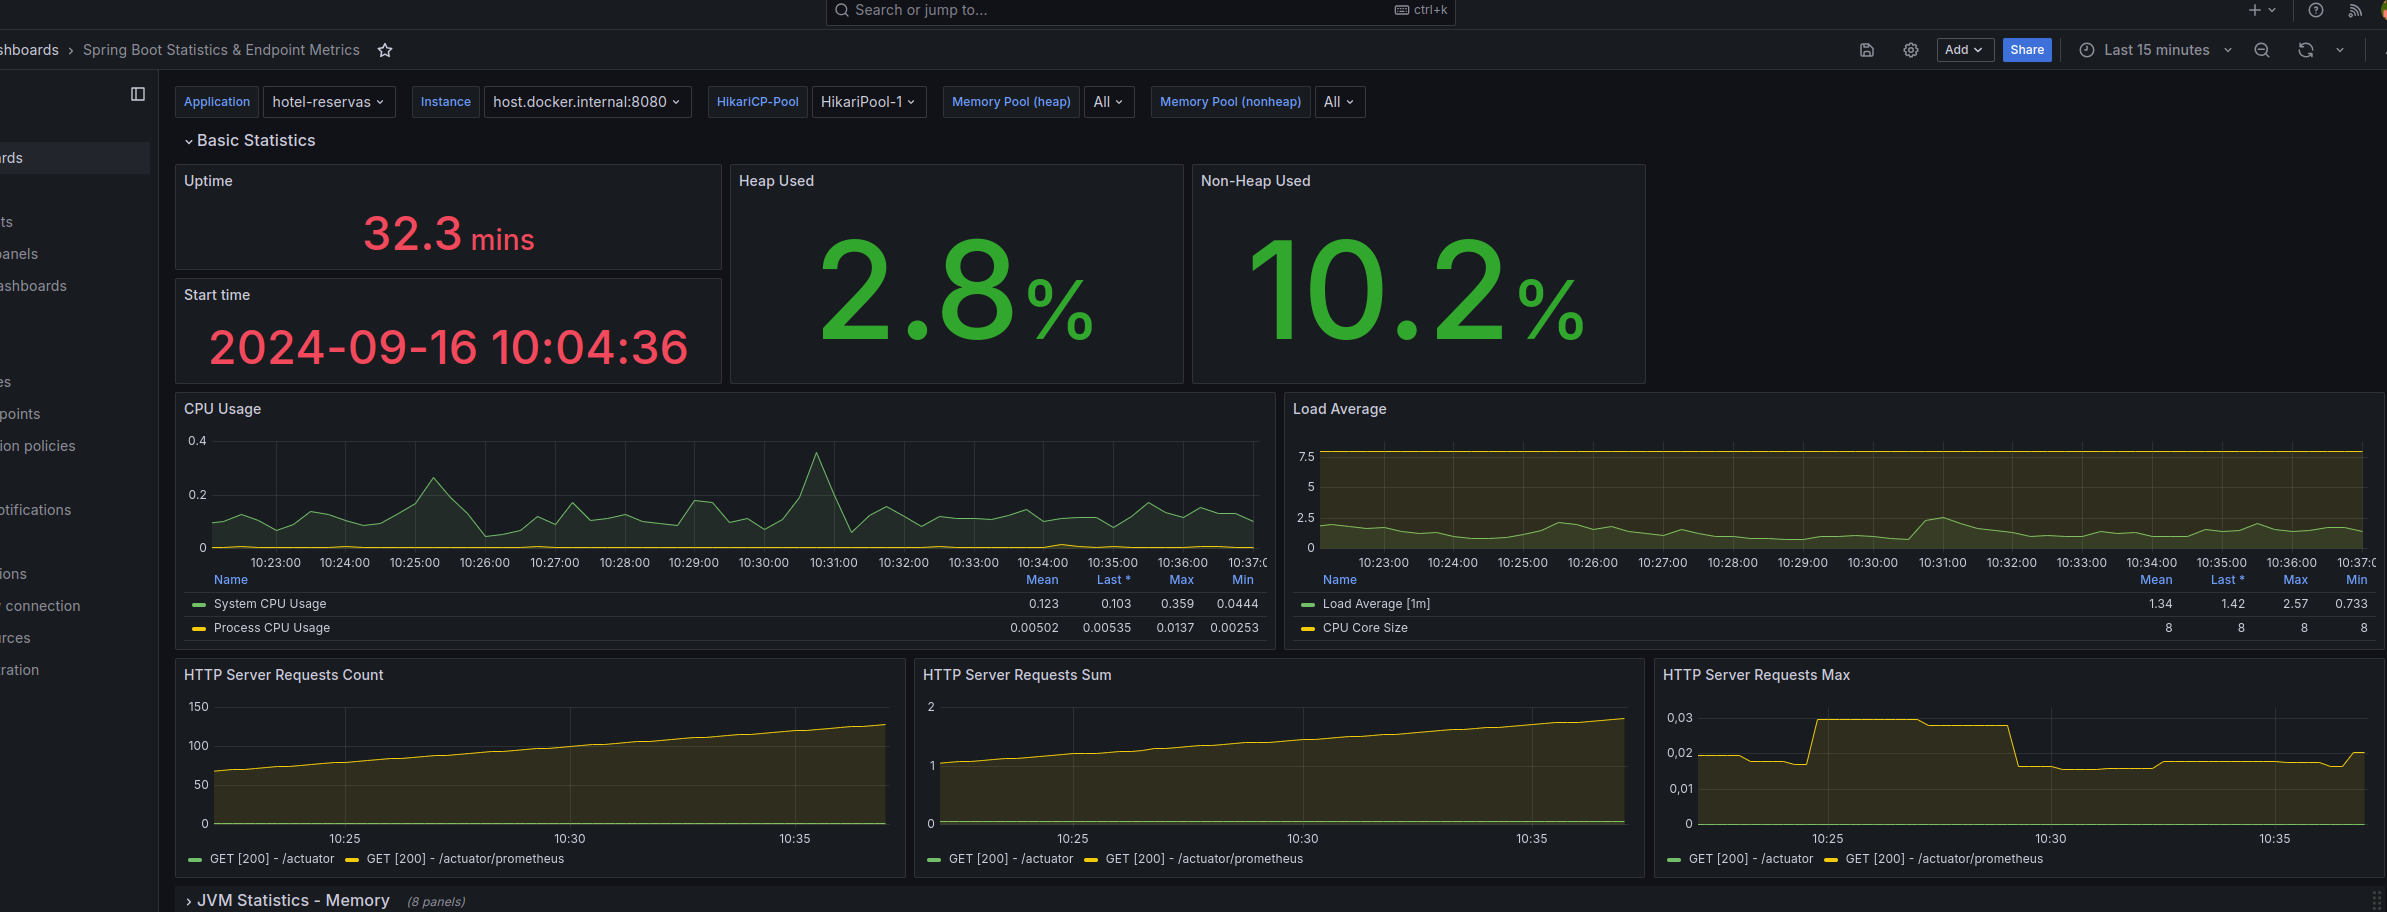 Search or jump to... ctrl+k
shboards › Spring Boot Statistics & Endpoint Metrics
Add Share Last 15 minutes
Application hotel-reservas Instance host.docker.internal:8080 HikariCP-Pool HikariPool-1 Memory Pool (heap) All Memory Pool (nonheap) All
Basic Statistics
rds
ts
panels
ashboards
es
points
ion policies
otifications
ions
connection
rces
ration
Uptime
32.3 mins
Start time
2024-09-16 10:04:36
Heap Used
2.8%
Non-Heap Used
10.2%
CPU Usage
0.4
0.2
0
10:23:00 10:24:00 10:25:00 10:26:00 10:27:00 10:28:00 10:29:00 10:30:00 10:31:00 10:32:00 10:33:00 10:34:00 10:35:00 10:36:00 10:37:0
Name Mean Last * Max Min
System CPU Usage 0.123 0.103 0.359 0.0444
Process CPU Usage 0.00502 0.00535 0.0137 0.00253
Load Average
7.5
5
2.5
0
10:23:00 10:24:00 10:25:00 10:26:00 10:27:00 10:28:00 10:29:00 10:30:00 10:31:00 10:32:00 10:33:00 10:34:00 10:35:00 10:36:00 10:37:0
Name Mean Last * Max Min
Load Average [1m] 1.34 1.42 2.57 0.733
CPU Core Size 8 8 8 8
HTTP Server Requests Count
150
100
50
0
10:25 10:30 10:35
GET [200] - /actuator GET [200] - /actuator/prometheus
HTTP Server Requests Sum
2
1
0
10:25 10:30 10:35
GET [200] - /actuator GET [200] - /actuator/prometheus
HTTP Server Requests Max
0,03
0,02
0,01
0
10:25 10:30 10:35
GET [200] - /actuator GET [200] - /actuator/prometheus
JVM Statistics - Memory (8 panels)